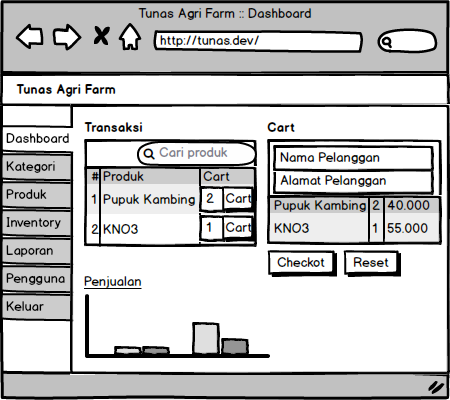 Tunas Agri Farm :: Dashboard
http://tunas.dev/
Tunas Agri Farm
Dashboard
Kategori
Produk
Inventory
Laporan
Pengguna
Keluar
Transaksi
Cari produk
# Produk Cart
1 Pupuk Kambing 2 Cart
2 KNO3 1 Cart
Penjualan
Cart
Nama Pelanggan
Alamat Pelanggan
Pupuk Kambing 2 40.000
KNO3 1 55.000
Checkot Reset